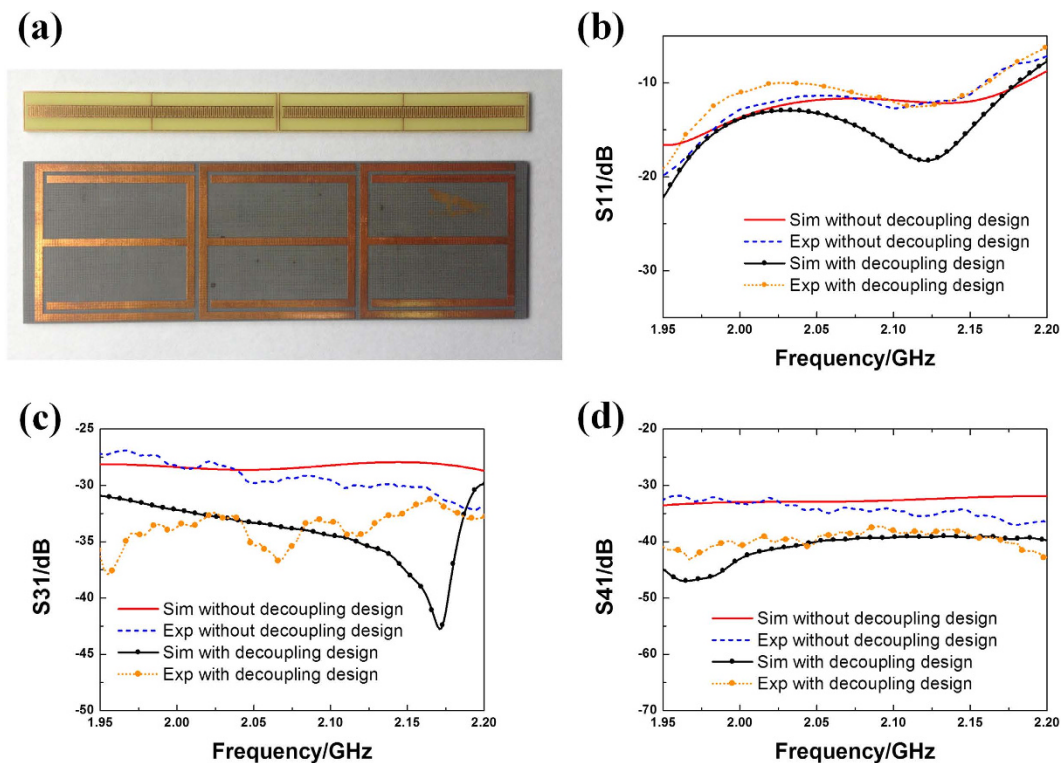 (a)
(b)
-10
-20
-30
S11/dB
Sim without decoupling design
Exp without decoupling design
Sim with decoupling design
Exp with decoupling design
1.95
2.00
2.05
2.10
2.15
2.20
Frequency/GHz
(c)
-25
-30
-35
-40
-45
-50
S31/dB
Sim without decoupling design
Exp without decoupling design
Sim with decoupling design
Exp with decoupling design
1.95
2.00
2.05
2.10
2.15
2.20
Frequency/GHz
(d)
-20
-30
-40
-50
-60
-70
S41/dB
Sim without decoupling design
Exp without decoupling design
Sim with decoupling design
Exp with decoupling design
1.95
2.00
2.05
2.10
2.15
2.20
Frequency/GHz